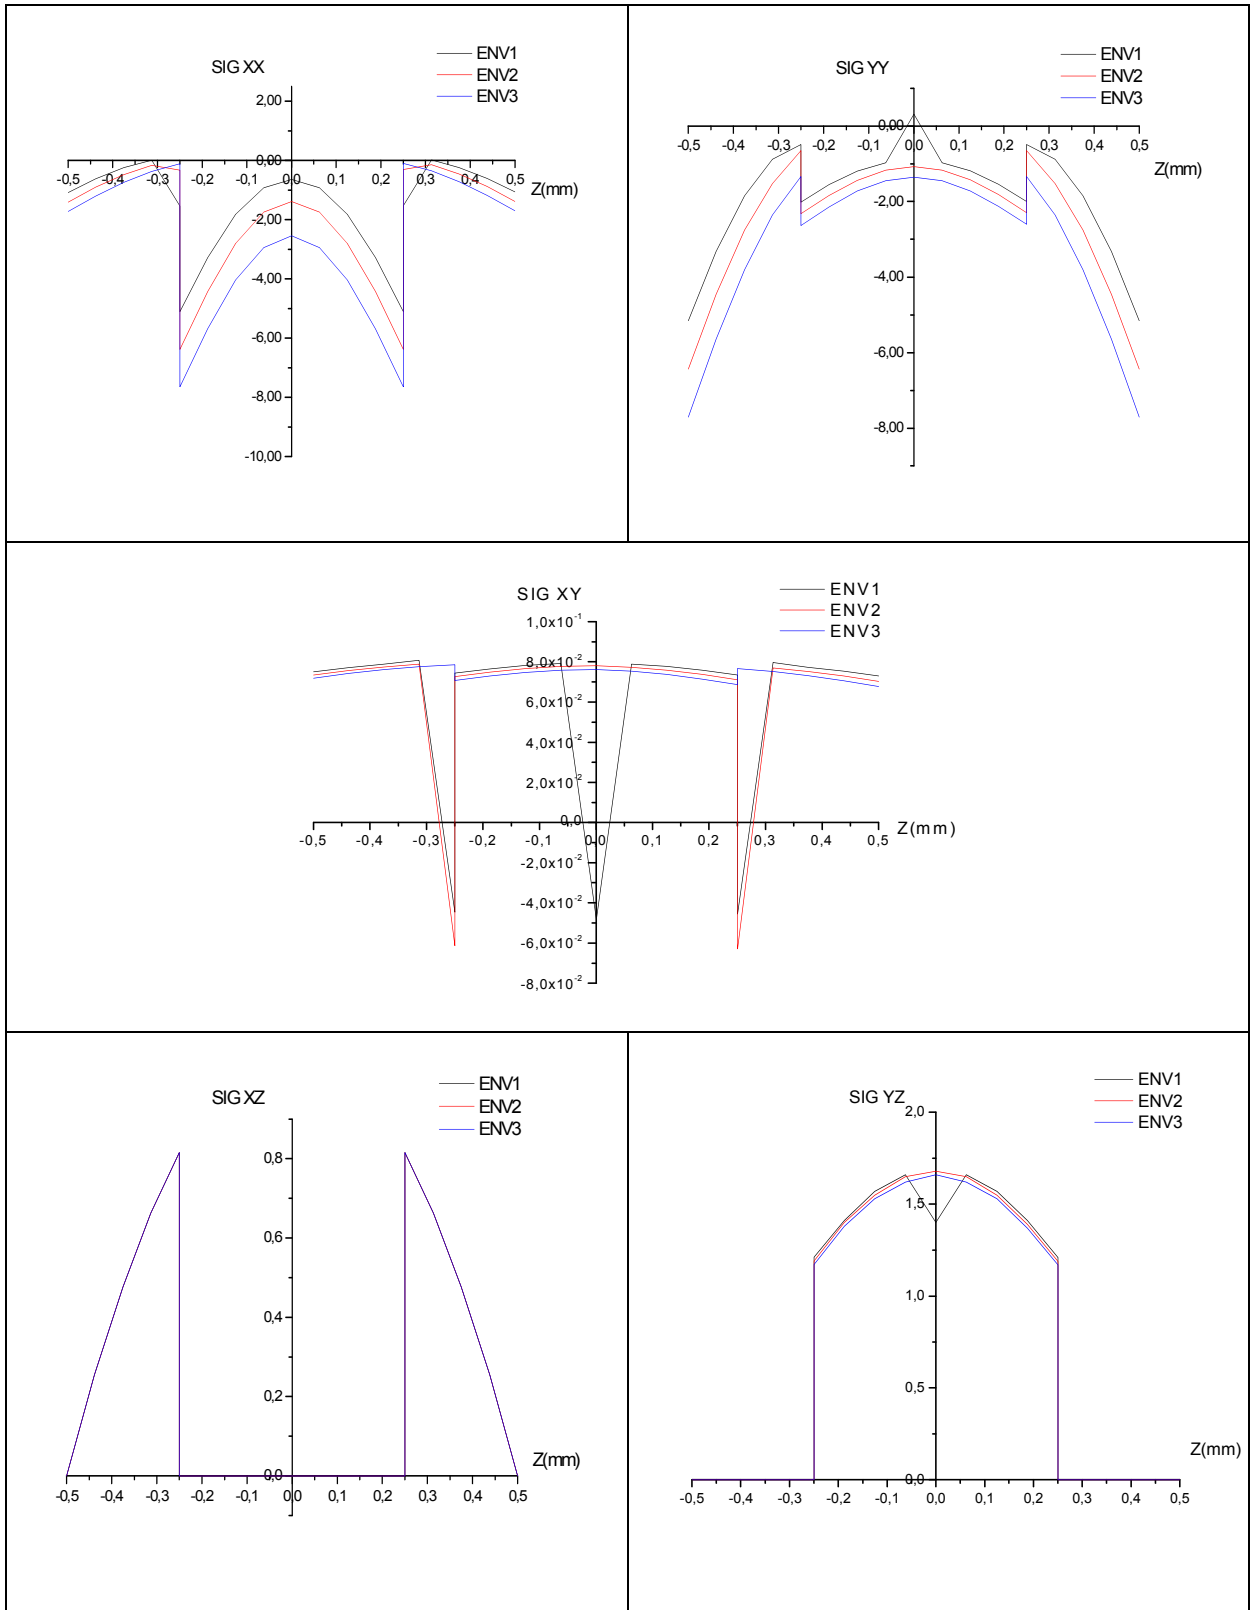 ENV1
SIG XX
ENV2
ENV3
2,00
0,00
-0,5 -0,4 -0,3 -0,2 -0,1 0,0 0,1 0,2 0,3 0,4 0,5
Z(mm)
-2,00
-4,00
-6,00
-8,00
-10,00
ENV1
SIG YY
ENV2
ENV3
0,00
-0,5 -0,4 -0,3 -0,2 -0,1 0,0 0,1 0,2 0,3 0,4 0,5
Z(mm)
-2,00
-4,00
-6,00
-8,00
SIG XY
ENV1
ENV2
ENV3
1,0x10-1
8,0x10-2
6,0x10-2
4,0x10-2
2,0x10-2
0,0
Z(mm)
-0,5 -0,4 -0,3 -0,2 -0,1 0,0 0,1 0,2 0,3 0,4 0,5
-2,0x10-2
-4,0x10-2
-6,0x10-2
-8,0x10-2
SIG XZ
ENV1
ENV2
ENV3
0,8
0,6
0,4
0,2
Z(mm)
0,0
-0,5 -0,4 -0,3 -0,2 -0,1 0,0 0,1 0,2 0,3 0,4 0,5
ENV1
SIG YZ
ENV2
2,0
ENV3
1,5
1,0
0,5
Z(mm)
0,0
-0,5 -0,4 -0,3 -0,2 -0,1 0,0 0,1 0,2 0,3 0,4 0,5